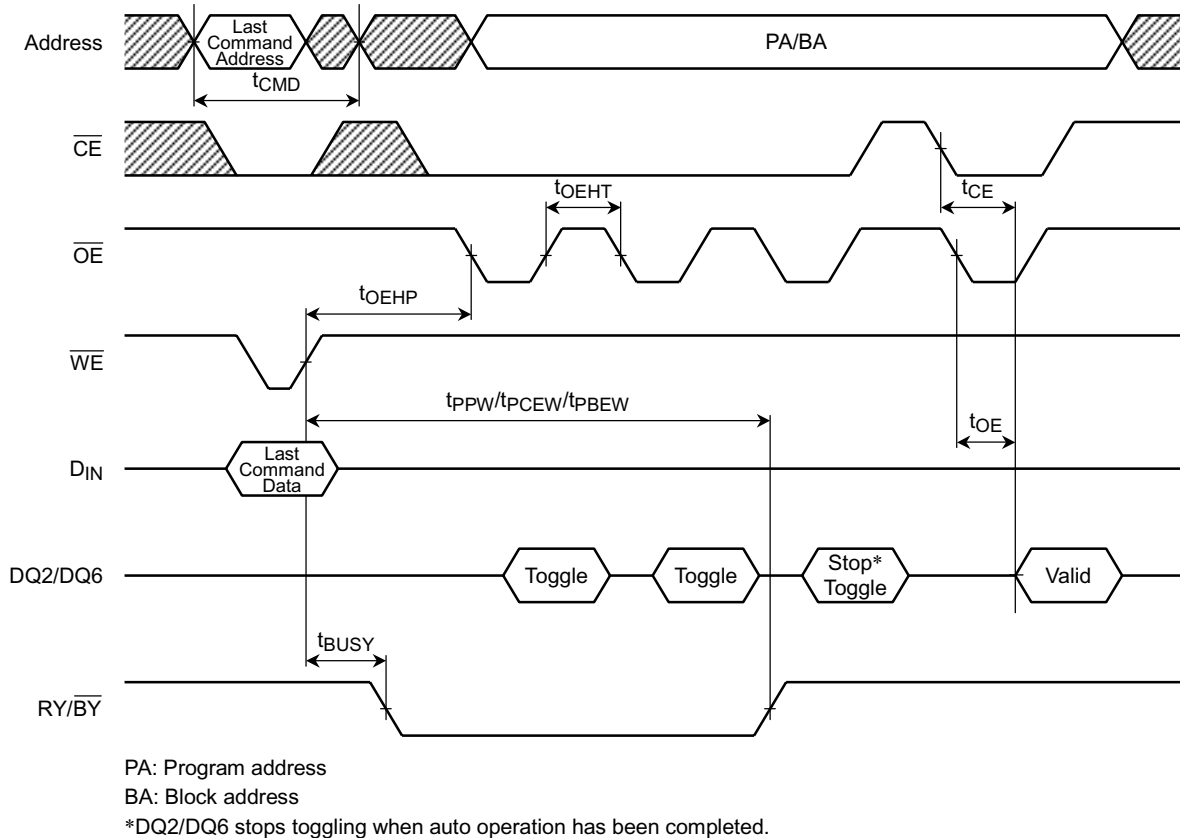 Address
Last
Command
Address
PA/BA
tCMD
CE
tOEHT
tCE
OE
tOEHP
WE
tPPW/tPCEW/tPBEW
tOE
DIN
Last
Command
Data
DQ2/DQ6
Toggle
Toggle
Stop*
Toggle
Valid
tBUSY
RY/BY
PA: Program address
BA: Block address
*DQ2/DQ6 stops toggling when auto operation has been completed.